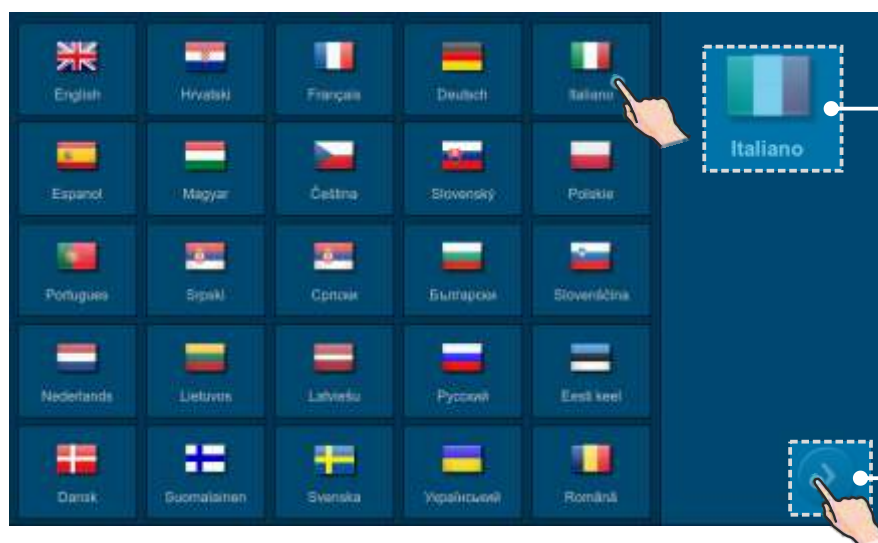 English
Hrvatski
Français
Deutsch
Italiano
Italiano
Espanol
Magyar
Čeština
Slovenský
Polskie
Portugues
Srpski
Српски
Български
Slovenščina
Nederlands
Lietuvos
Latviešu
Русский
Eesti keel
Dansk
Suomalainen
Svenska
Український
Română